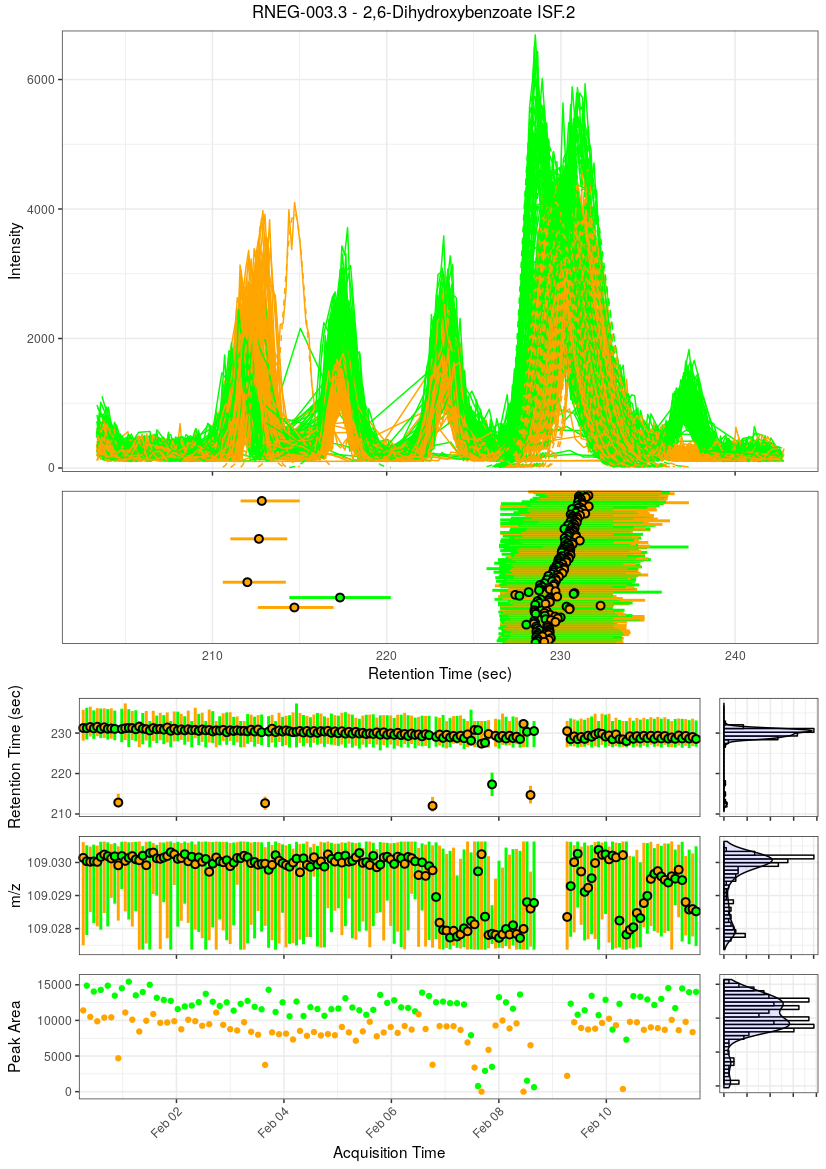 RNEG-003.3 - 2,6-Dihydroxybenzoate ISF.2
6000
4000
2000
0
Intensity
210
220
230
240
Retention Time (sec)
Retention Time (sec)
230
220
210
m/z
109.030
109.029
109.028
Peak Area
15000
10000
5000
0
Feb 02
Feb 04
Feb 06
Feb 08
Feb 10
Acquisition Time